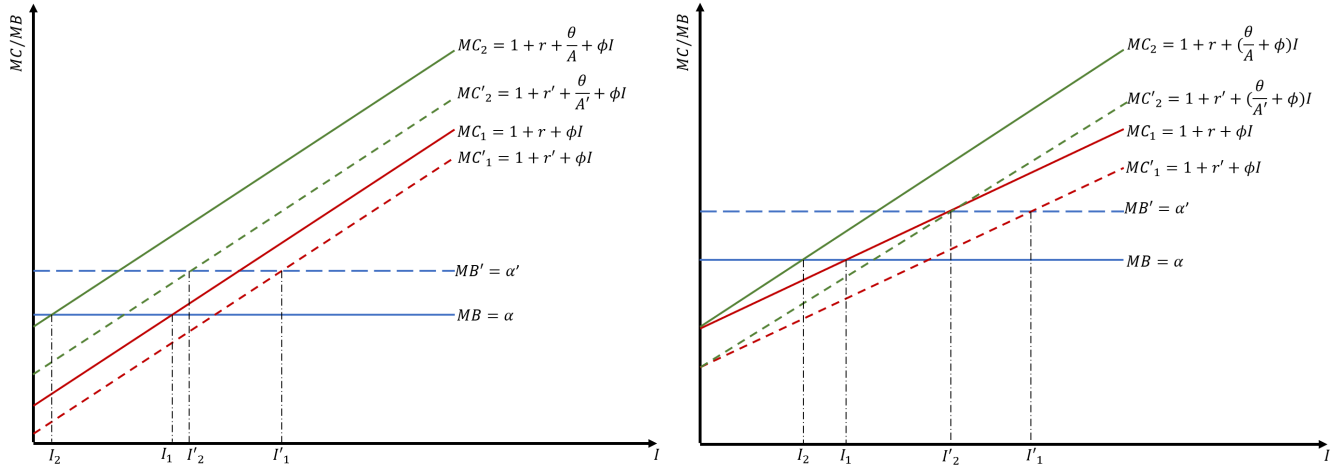 MC/MB
MC₂ = 1 + r + θ/A + ϕI
MC'₂ = 1 + r' + θ/A' + ϕI
MC₁ = 1 + r + ϕI
MC'₁ = 1 + r' + ϕI
MB' = α'
MB = α
I₂ I₁ I'₂ I'₁ I
MC/MB
MC₂ = 1 + r + (θ/A + ϕ)I
MC'₂ = 1 + r' + (θ/A' + ϕ)I
MC₁ = 1 + r + ϕI
MC'₁ = 1 + r' + ϕI
MB' = α'
MB = α
I₂ I₁ I'₂ I'₁ I